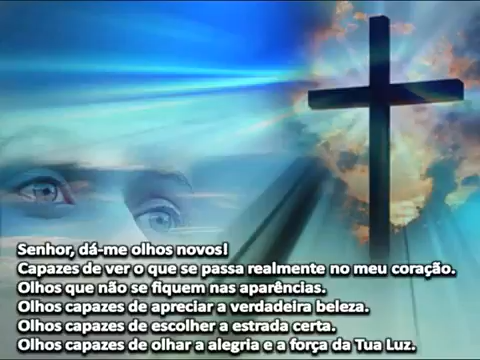 Senhor, dá-me olhos novos!
Capazes de ver o que se passa realmente no meu coração.
Olhos que não se fiquem nas aparências.
Olhos capazes de apreciar a verdadeira beleza.
Olhos capazes de escolher a estrada certa.
Olhos capazes de olhar a alegria e a força da Tua Luz.